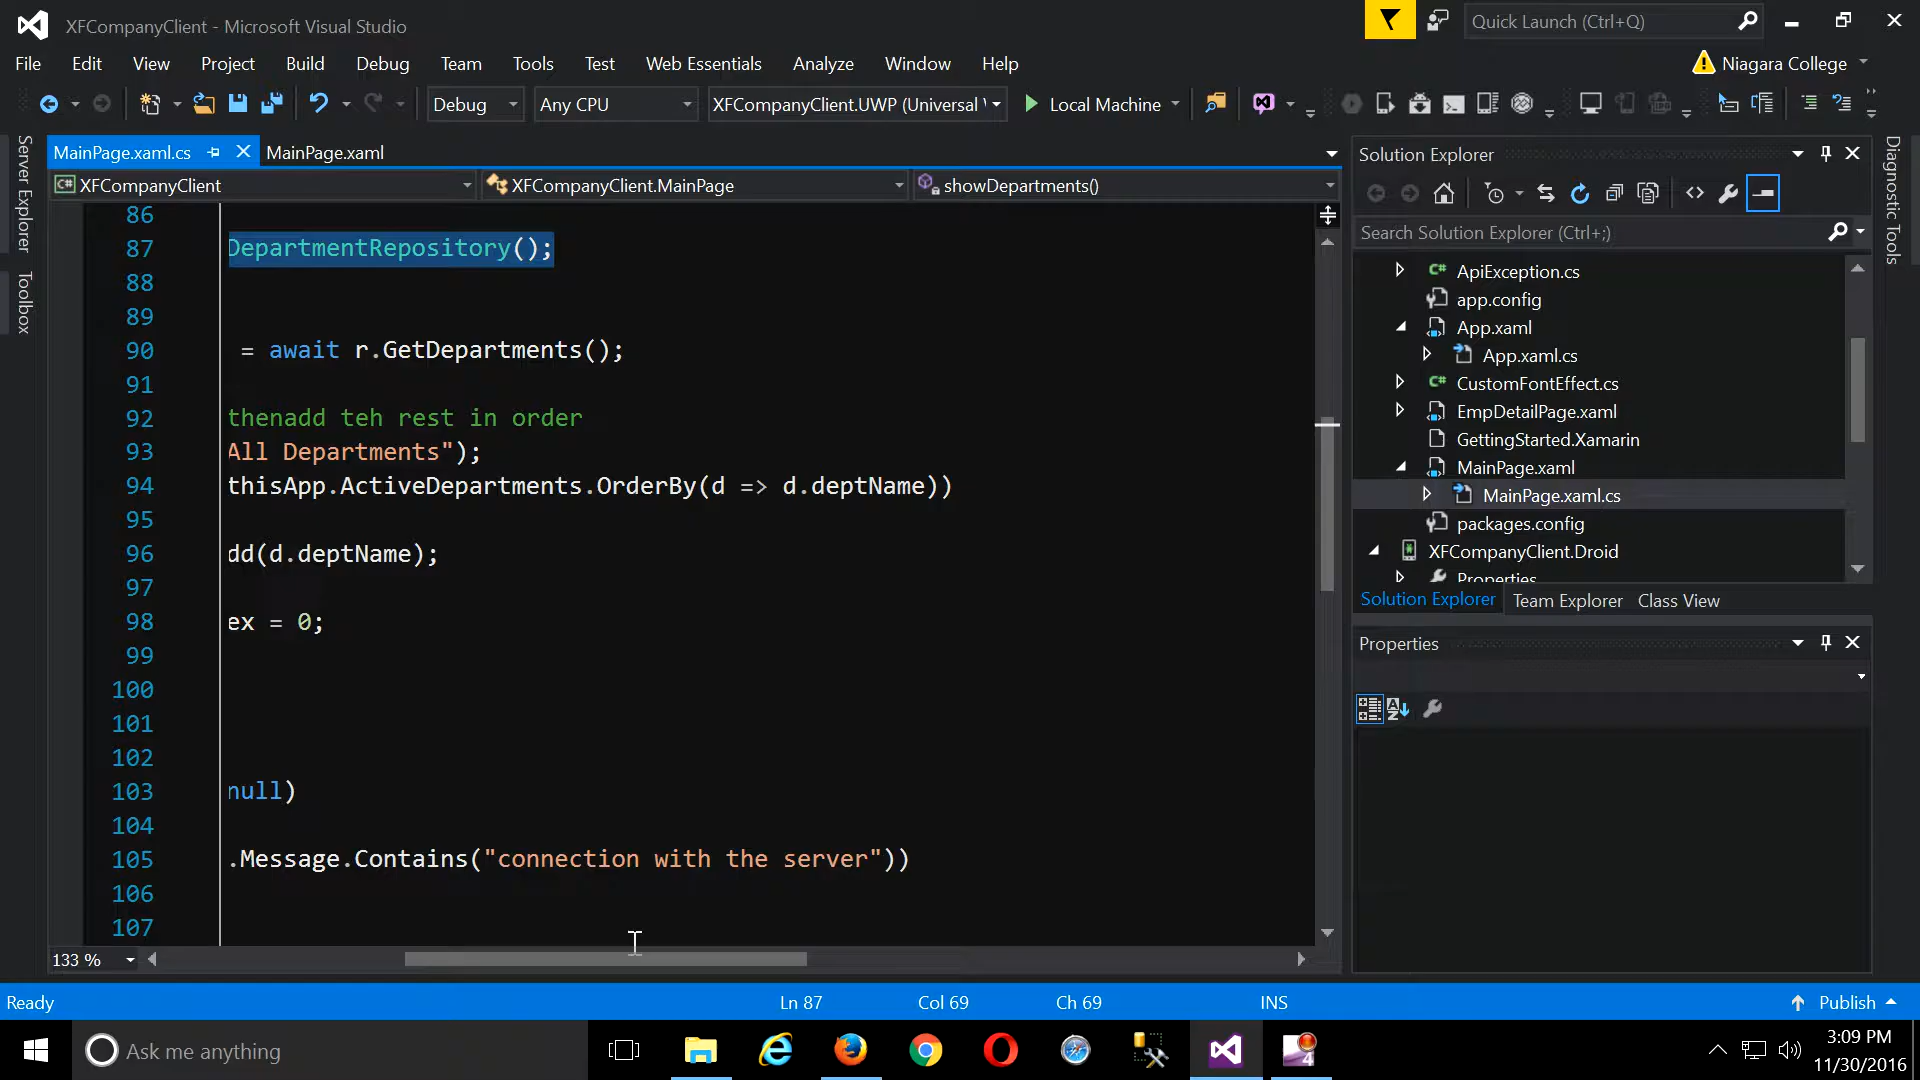 XFCompanyClient - Microsoft Visual Studio
Quick Launch (Ctrl+Q)
File Edit View Project Build Debug Team Tools Test Web Essentials Analyze Window Help
Niagara College
Debug Any CPU XFCompanyClient.UWP (Universal Local Machine
Server Explorer
Toolbox
MainPage.xaml.cs MainPage.xaml
XFCompanyClient XFCompanyClient.MainPage showDepartments()
86
87 DepartmentRepository();
88
89
90 = await r.GetDepartments();
91
92 thenadd teh rest in order
93 All Departments");
94 thisApp.ActiveDepartments.OrderBy(d => d.deptName))
95
96 dd(d.deptName);
97
98 ex = 0;
99
100
101
102
103 null)
104
105 .Message.Contains("connection with the server"))
106
107
133 %
Solution Explorer
Search Solution Explorer (Ctrl+;)
C# ApiException.cs
app.config
App.xaml
App.xaml.cs
C# CustomFontEffect.cs
EmpDetailPage.xaml
GettingStarted.Xamarin
MainPage.xaml
MainPage.xaml.cs
packages.config
XFCompanyClient.Droid
Properties
Solution Explorer Team Explorer Class View
Properties
Diagnostic Tools
Ready Ln 87 Col 69 Ch 69 INS Publish
Ask me anything
4
3:09 PM
11/30/2016